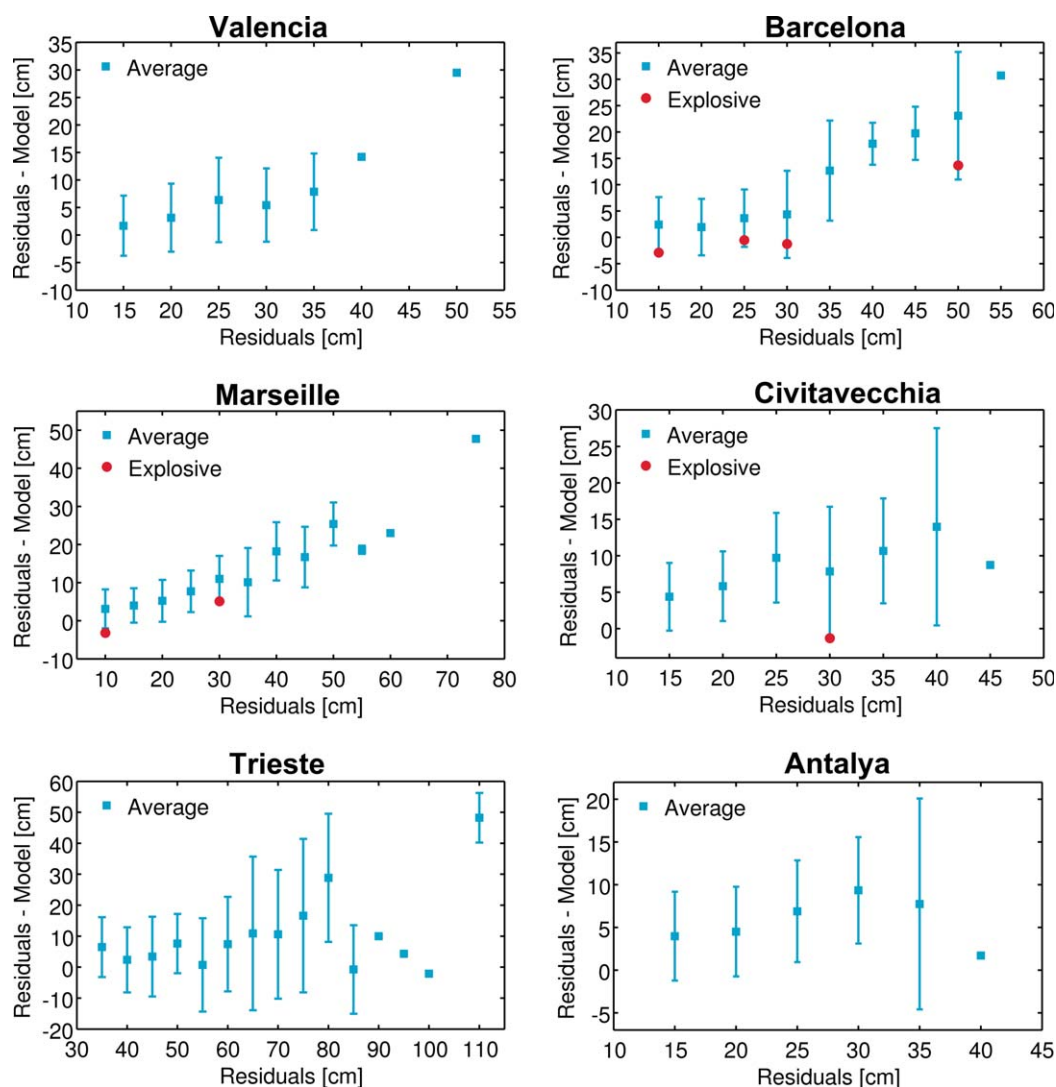 Valencia
Residuals - Model [cm]
35
30
25
20
15
10
5
0
-5
-10
Average
10 15 20 25 30 35 40 45 50 55
Residuals [cm]
Barcelona
Residuals - Model [cm]
35
30
25
20
15
10
5
0
-5
-10
Average
Explosive
10 15 20 25 30 35 40 45 50 55 60
Residuals [cm]
Marseille
Residuals - Model [cm]
50
40
30
20
10
0
-10
Average
Explosive
10 20 30 40 50 60 70 80
Residuals [cm]
Civitavecchia
Residuals - Model [cm]
30
25
20
15
10
5
0
Average
Explosive
10 15 20 25 30 35 40 45 50
Residuals [cm]
Trieste
Residuals - Model [cm]
60
50
40
30
20
10
0
-10
-20
Average
30 40 50 60 70 80 90 100 110
Residuals [cm]
Antalya
Residuals - Model [cm]
20
15
10
5
0
-5
Average
10 15 20 25 30 35 40 45
Residuals [cm]